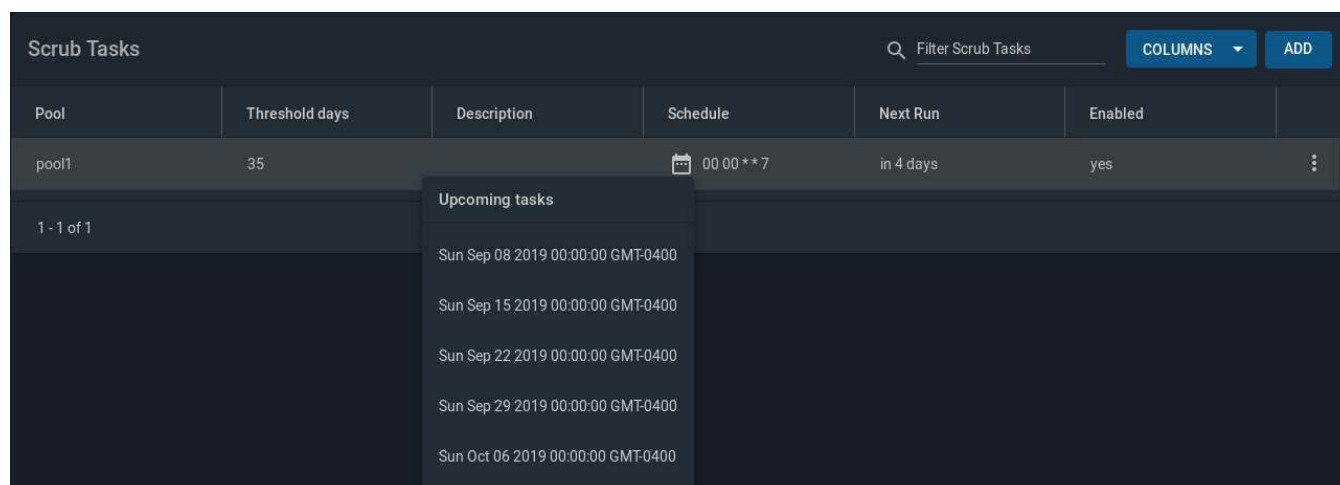 Scrub Tasks Filter Scrub Tasks COLUMNS ADD
Pool Threshold days Description Schedule Next Run Enabled
pool1 35 00 00 * * 7 in 4 days yes
Upcoming tasks
1 - 1 of 1
Sun Sep 08 2019 00:00:00 GMT-0400
Sun Sep 15 2019 00:00:00 GMT-0400
Sun Sep 22 2019 00:00:00 GMT-0400
Sun Sep 29 2019 00:00:00 GMT-0400
Sun Oct 06 2019 00:00:00 GMT-0400